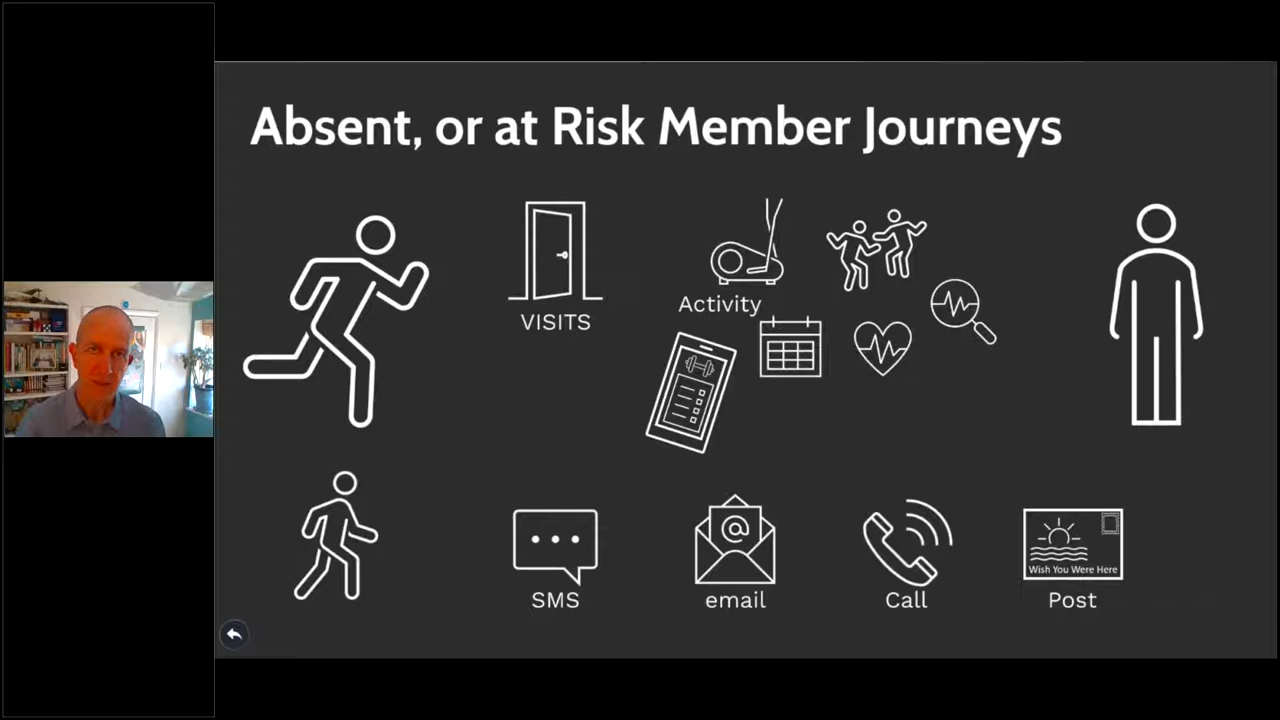 Absent, or at Risk Member Journeys
VISITS
Activity
SMS
email
Call
Wish You Were Here
Post